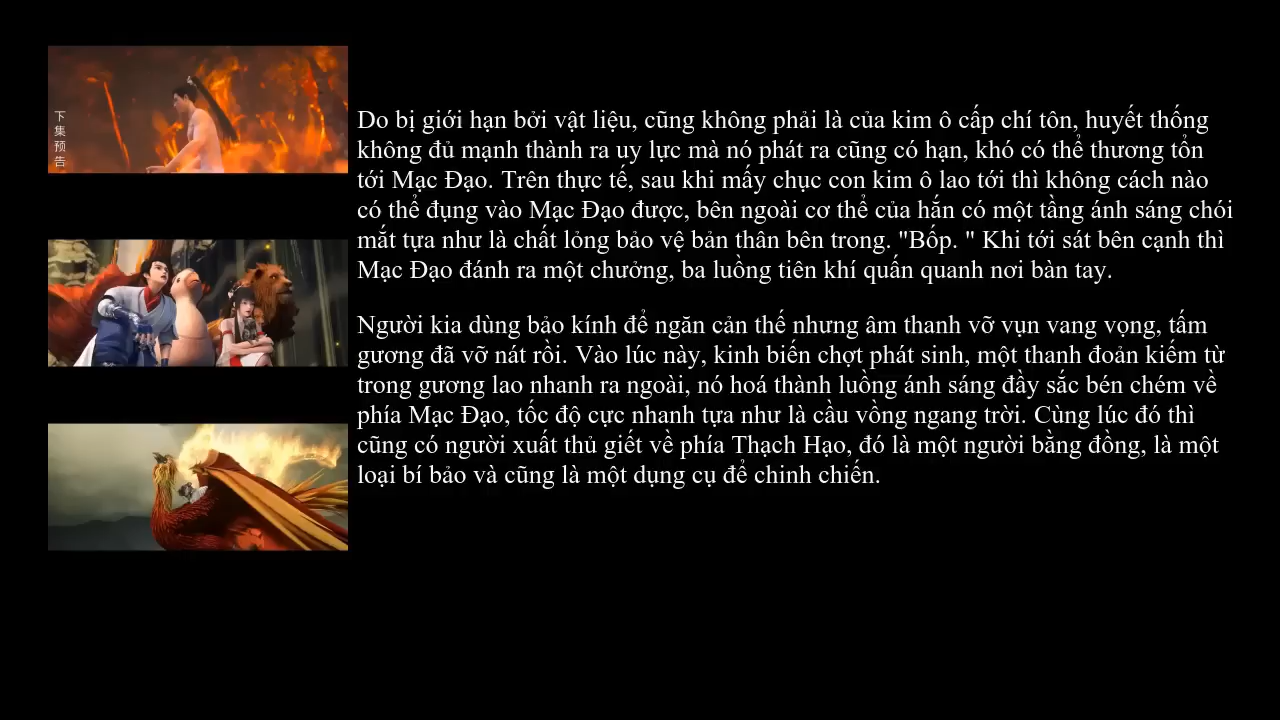 下集预告
Do bị giới hạn bởi vật liệu, cũng không phải là của kim ô cấp chí tôn, huyết thống
không đủ mạnh thành ra uy lực mà nó phát ra cũng có hạn, khó có thể thương tổn
tới Mạc Đạo. Trên thực tế, sau khi mấy chục con kim ô lao tới thì không cách nào
có thể đụng vào Mạc Đạo được, bên ngoài cơ thể của hắn có một tầng ánh sáng chói
mắt tựa như là chất lỏng bảo vệ bản thân bên trong. "Bốp. " Khi tới sát bên cạnh thì
Mạc Đạo đánh ra một chưởng, ba luồng tiên khí quấn quanh nơi bàn tay.
Người kia dùng bảo kính để ngăn cản thế nhưng âm thanh vỡ vụn vang vọng, tấm
gương đã vỡ nát rồi. Vào lúc này, kinh biến chợt phát sinh, một thanh đoản kiếm từ
trong gương lao nhanh ra ngoài, nó hoá thành luồng ánh sáng đầy sắc bén chém về
phía Mạc Đạo, tốc độ cực nhanh tựa như là cầu vồng ngang trời. Cùng lúc đó thì
cũng có người xuất thủ giết về phía Thạch Hạo, đó là một người bằng đồng, là một
loại bí bảo và cũng là một dụng cụ để chinh chiến.